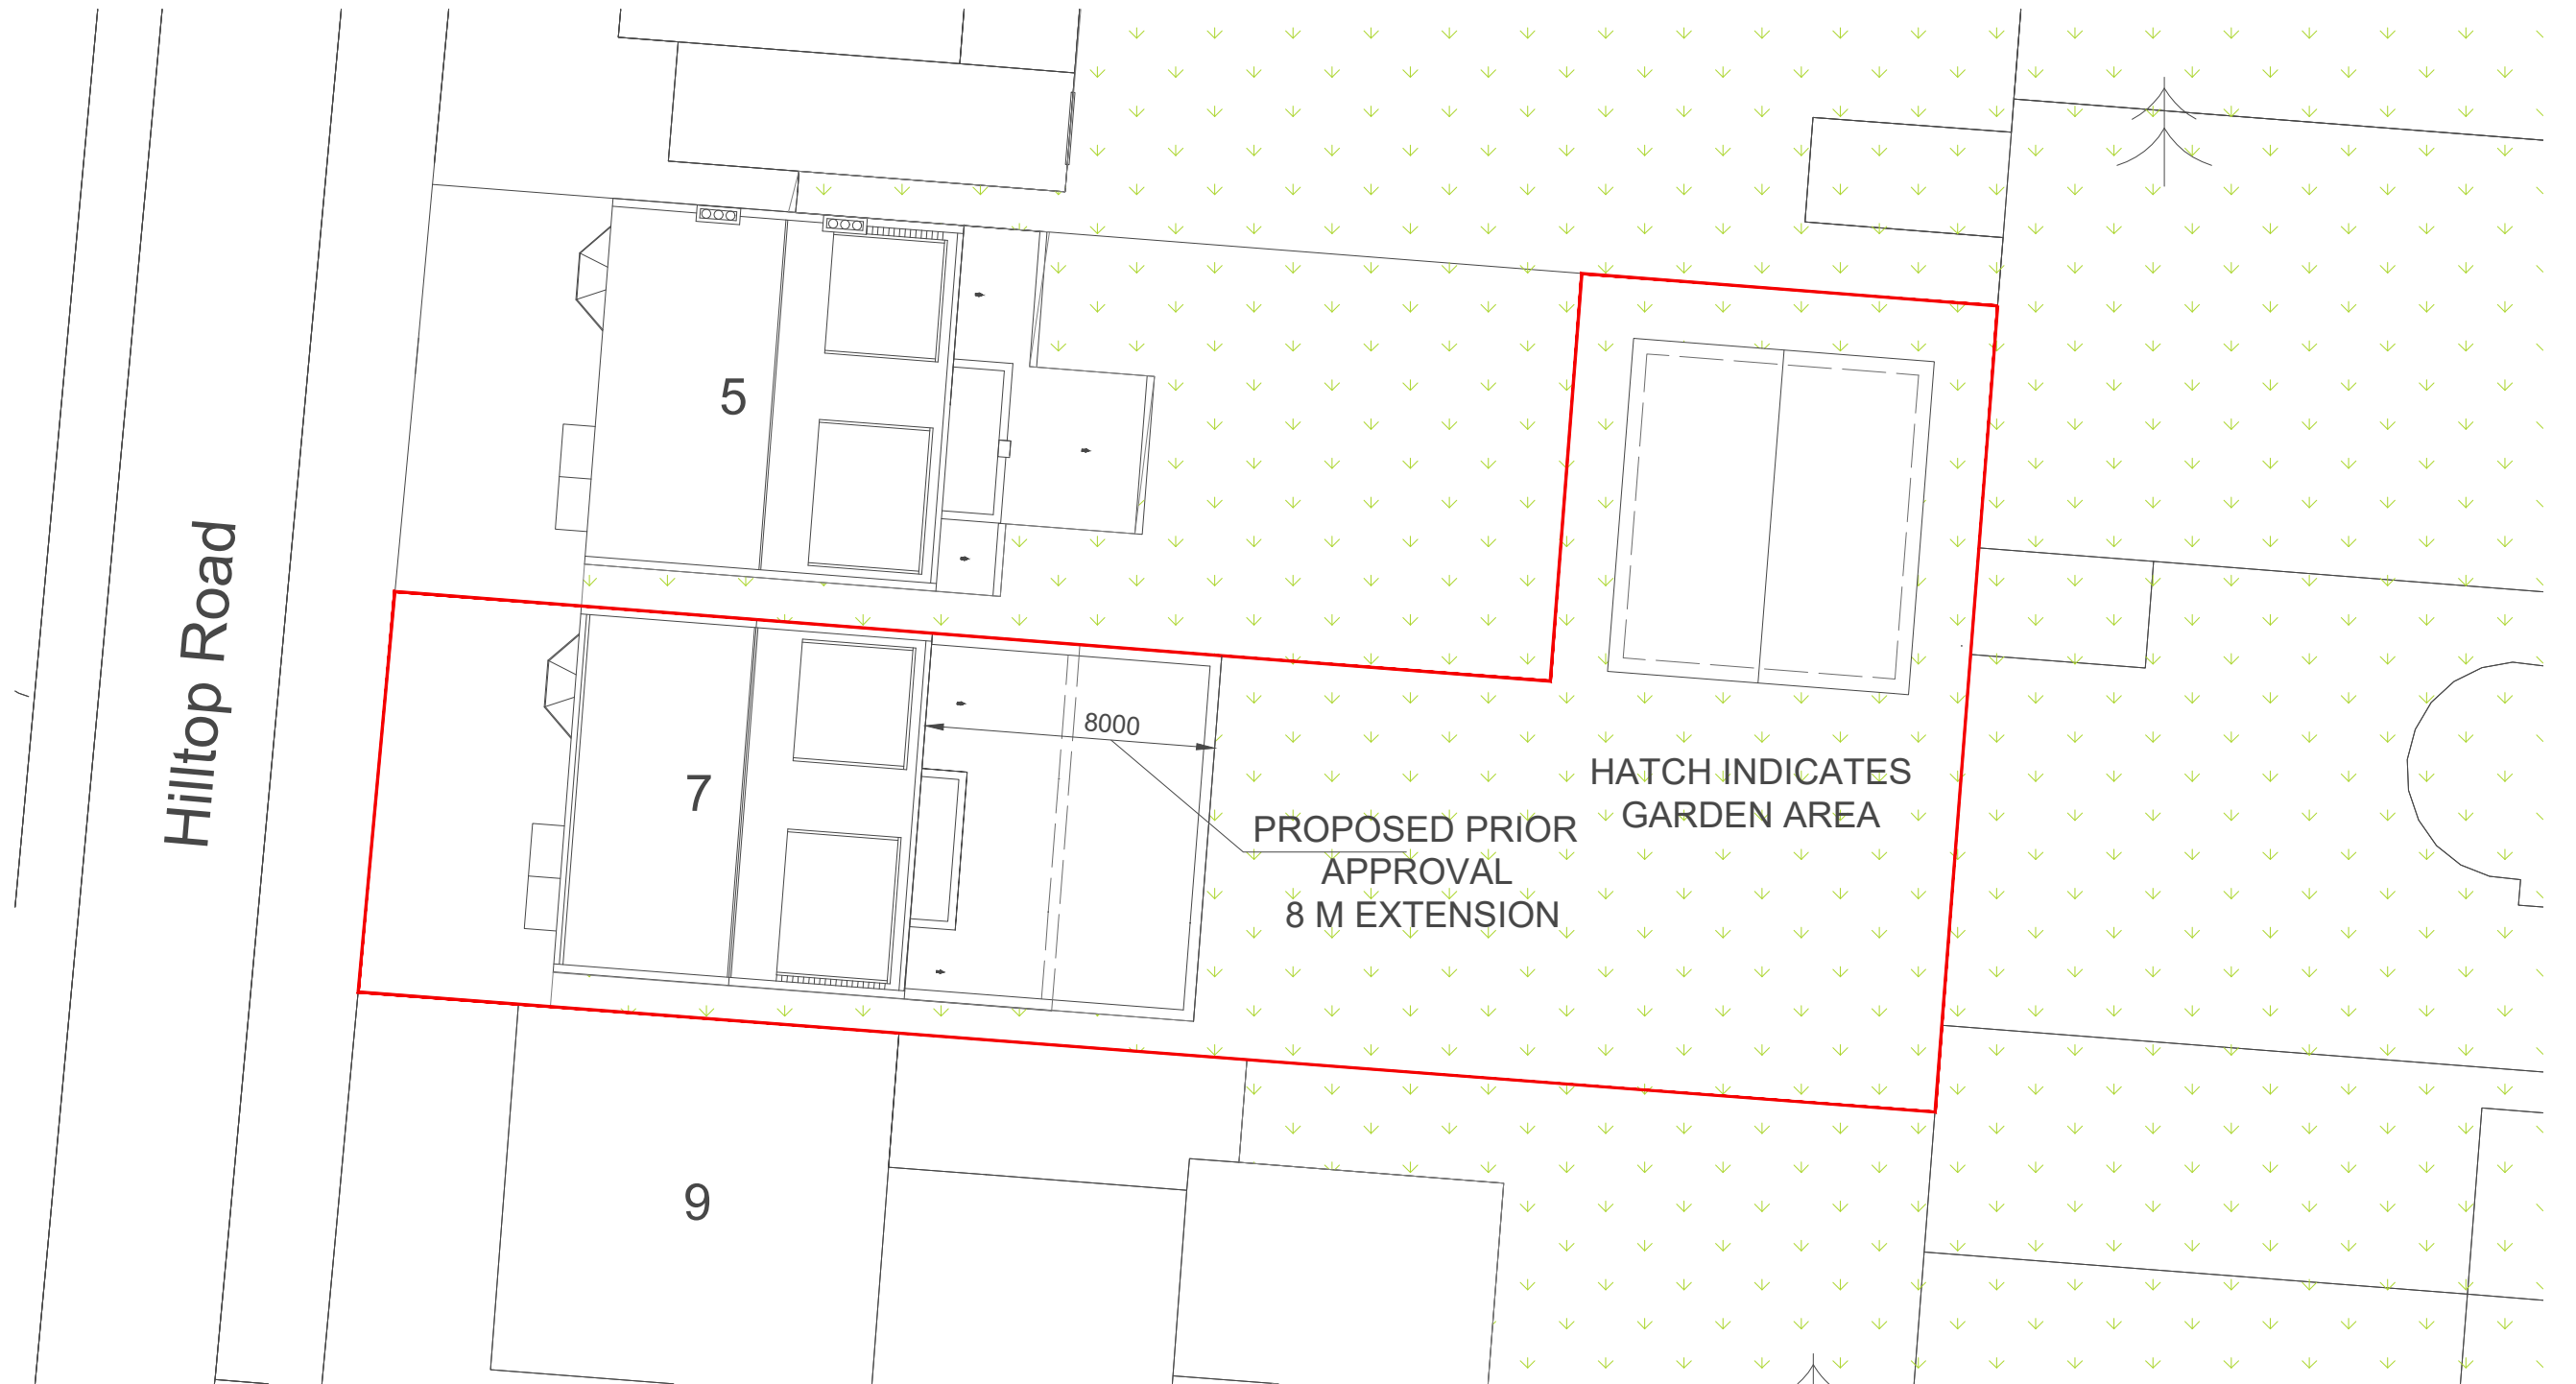 Hilltop Road
5
7
9
8000
PROPOSED PRIOR
APPROVAL
8 M EXTENSION
HATCH INDICATES
GARDEN AREA